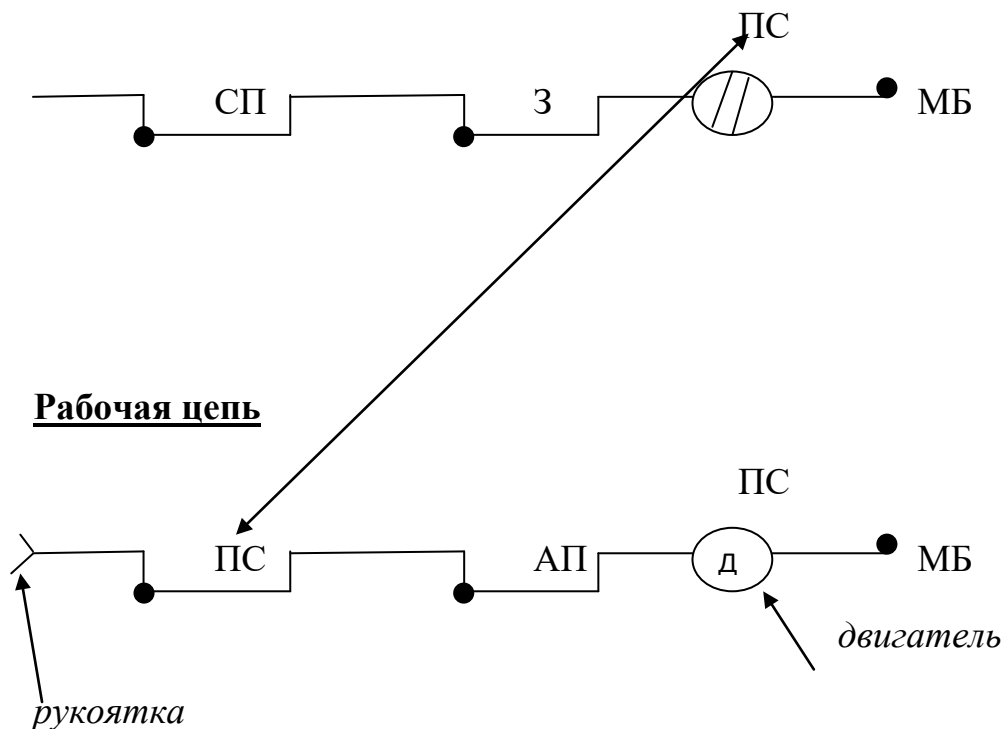 ПС
СП З МБ
Рабочая цепь
ПС
ПС АП Д МБ
двигатель
рукоятка